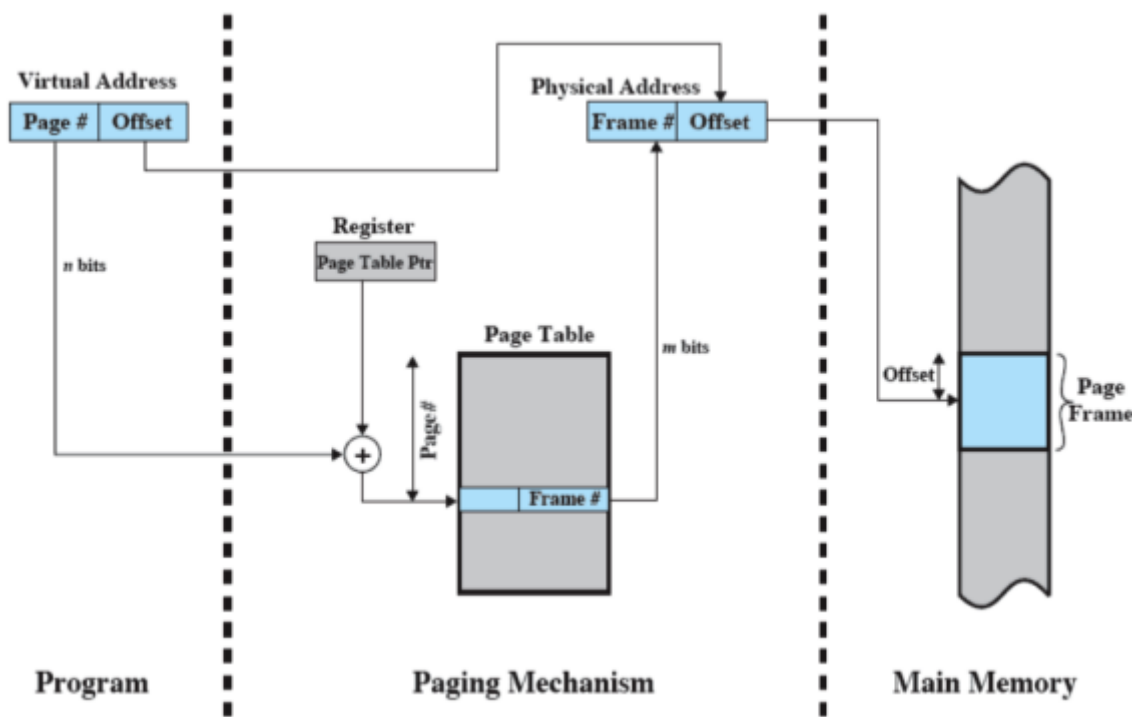 Virtual Address
Page #
Offset
Physical Address
Frame #
Offset
n bits
Register
Page Table Ptr
Page Table
m bits
Page#
+
Frame #
Offset
Page
Frame
Program
Paging Mechanism
Main Memory